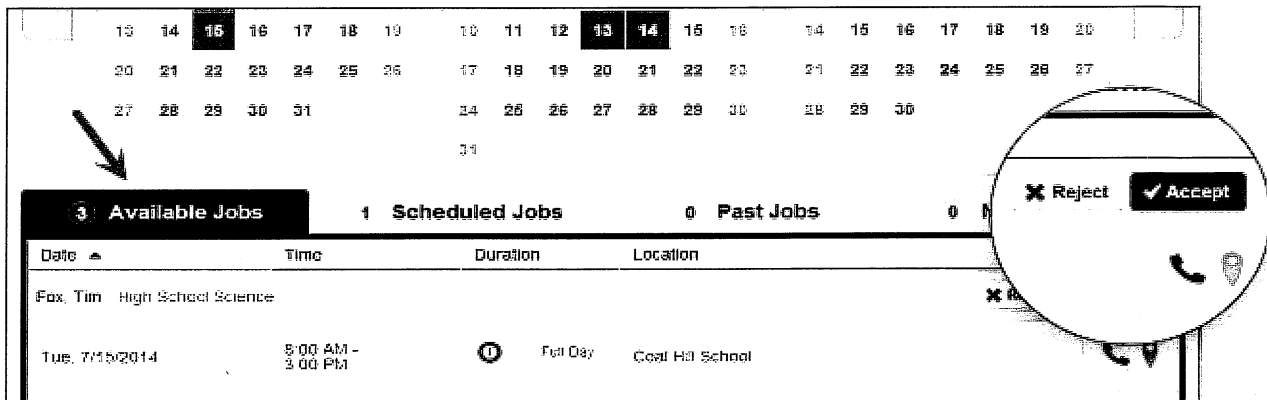 13 14 15 16 17 18 19 10 11 12 13 14 15 16 14 15 16 17 18 19 20
20 21 22 23 24 25 26 17 18 19 20 21 22 23 21 22 23 24 25 26 27
27 28 29 30 31 24 25 26 27 28 29 30 28 29 30
31
✖ Reject ✔ Accept
3 Available Jobs 1 Scheduled Jobs 0 Past Jobs 0
Date Time Duration Location
Fox, Tim High School Science
Tue, 7/15/2014 8:00 AM - 3:00 PM Full Day Coal Hill School